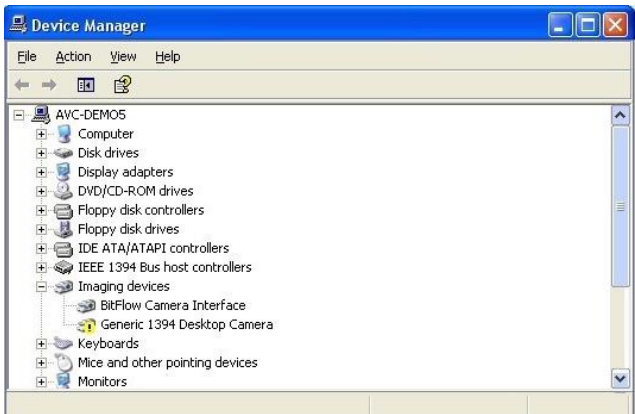 Device Manager
File Action View Help
AVC-DEMO5
Computer
Disk drives
Display adapters
DVD/CD-ROM drives
Floppy disk controllers
Floppy disk drives
IDE ATA/ATAPI controllers
IEEE 1394 Bus host controllers
Imaging devices
BitFlow Camera Interface
Generic 1394 Desktop Camera
Keyboards
Mice and other pointing devices
Monitors